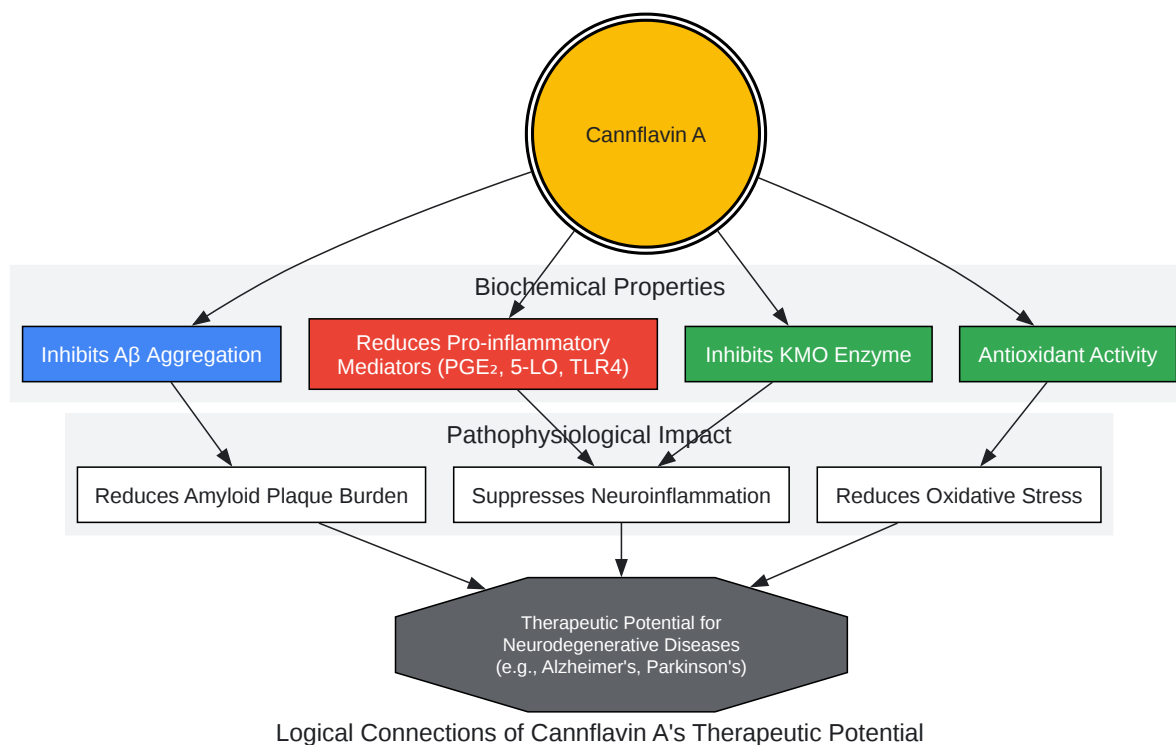 Cannflavin A
Biochemical Properties
Inhibits Aβ Aggregation
Reduces Pro-inflammatory
Mediators (PGE₂, 5-LO, TLR4)
Inhibits KMO Enzyme
Antioxidant Activity
Pathophysiological Impact
Reduces Amyloid Plaque Burden
Suppresses Neuroinflammation
Reduces Oxidative Stress
Therapeutic Potential for
Neurodegenerative Diseases
(e.g., Alzheimer's, Parkinson's)
Logical Connections of Cannflavin A's Therapeutic Potential